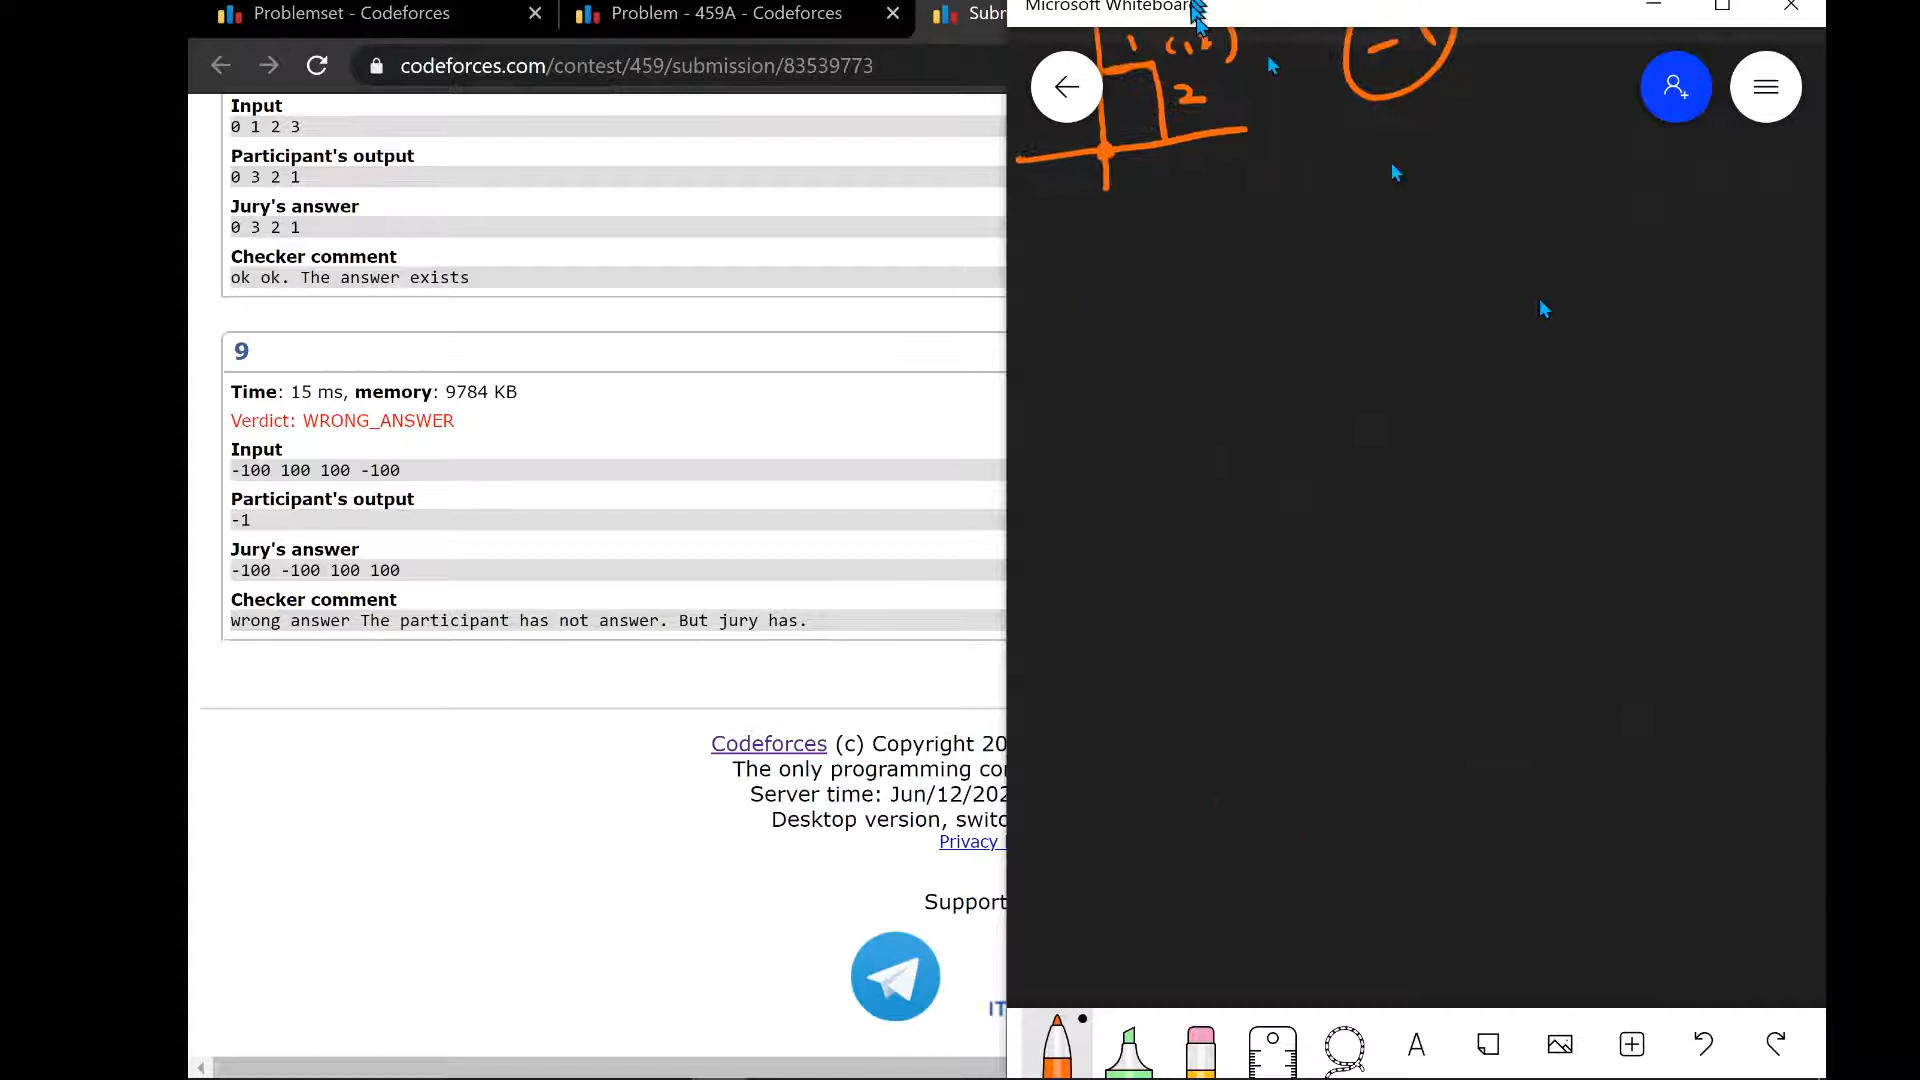 Problemset - Codeforces
Problem - 459A - Codeforces
Microsoft Whiteboard
codeforces.com/contest/459/submission/83539773
Input
0 1 2 3
Participant's output
0 3 2 1
Jury's answer
0 3 2 1
Checker comment
ok ok. The answer exists
9
Time: 15 ms, memory: 9784 KB
Verdict: WRONG_ANSWER
Input
-100 100 100 -100
Participant's output
-1
Jury's answer
-100 -100 100 100
Checker comment
wrong answer The participant has not answer. But jury has.
Codeforces (c) Copyright 20
The only programming
Server time: Jun/12/202
Desktop version,
Privacy
Support
IT
1
2
A